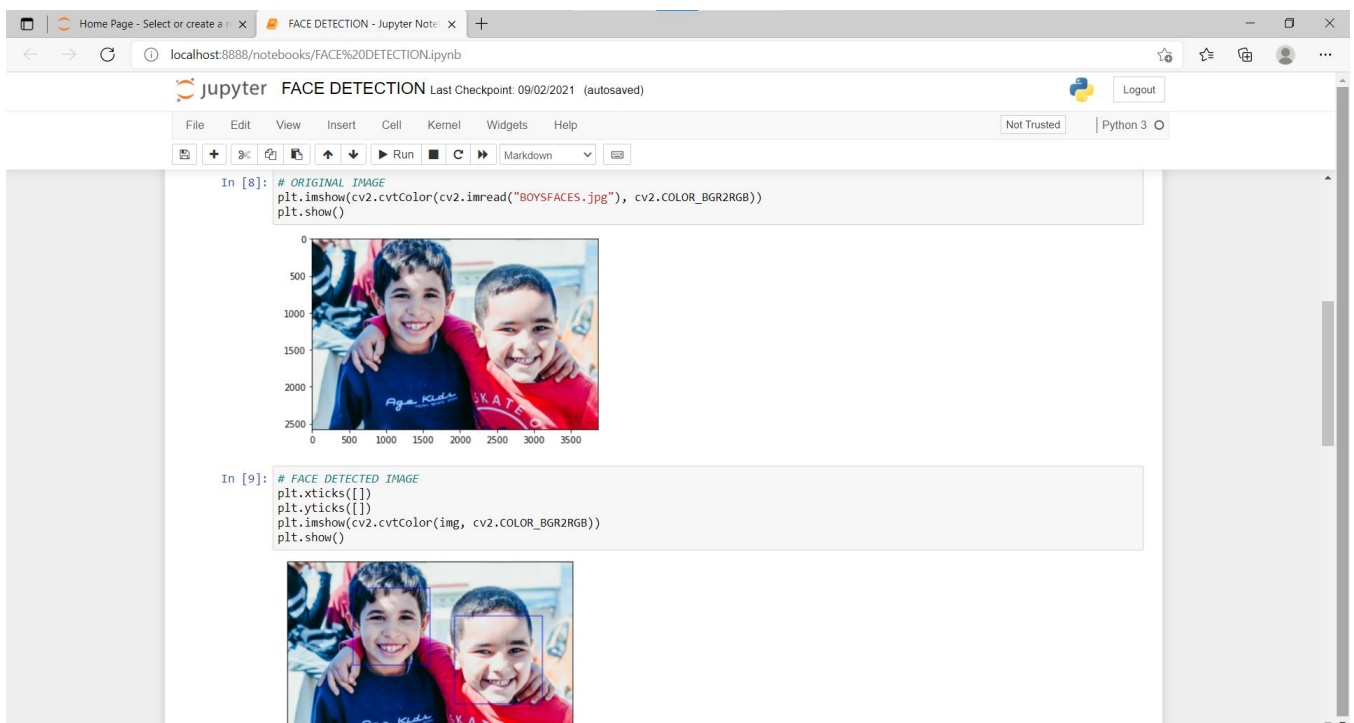 Home Page - Select or create a n
FACE DETECTION - Jupyter Note
localhost:8888/notebooks/FACE%20DETECTION.ipynb
jupyter FACE DETECTION Last Checkpoint: 09/02/2021 (autosaved)
Logout
File Edit View Insert Cell Kernel Widgets Help
Not Trusted
Python 3
Run
Markdown
In [8]: # ORIGINAL IMAGE
plt.imshow(cv2.cvtColor(cv2.imread("BOYSFACES.jpg"), cv2.COLOR_BGR2RGB))
plt.show()
0
500
1000
1500
2000
2500
0 500 1000 1500 2000 2500 3000 3500
Age Kids
SKATE
In [9]: # FACE DETECTED IMAGE
plt.xticks([])
plt.yticks([])
plt.imshow(cv2.cvtColor(img, cv2.COLOR_BGR2RGB))
plt.show()
Age Kids